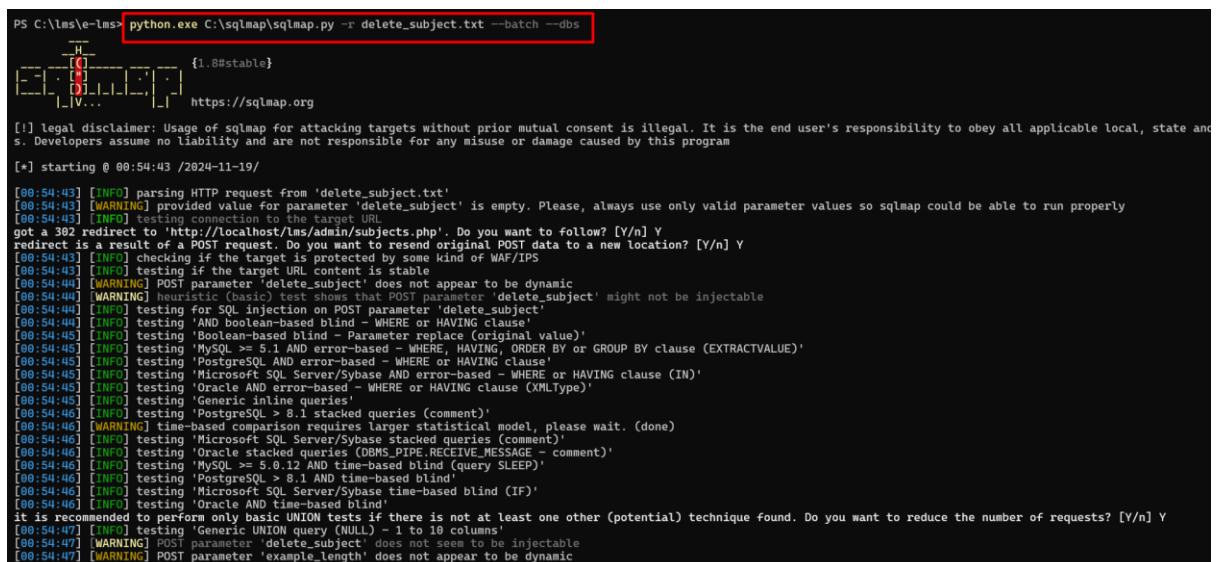 PS C:\lms\e-lms> python.exe C:\sqlmap\sqlmap.py -r delete_subject.txt --batch --dbs
{1.8#stable}
https://sqlmap.org
[!] legal disclaimer: Usage of sqlmap for attacking targets without prior mutual consent is illegal. It is the end user's responsibility to obey all applicable local, state and
s. Developers assume no liability and are not responsible for any misuse or damage caused by this program
[*] starting @ 00:54:43 /2024-11-19/
[00:54:43] [INFO] parsing HTTP request from 'delete_subject.txt'
[00:54:43] [WARNING] provided value for parameter 'delete_subject' is empty. Please, always use only valid parameter values so sqlmap could be able to run properly
[00:54:43] [INFO] testing connection to the target URL
got a 302 redirect to 'http://localhost/lms/admin/subjects.php'. Do you want to follow? [Y/n] Y
redirect is a result of a POST request. Do you want to resend original POST data to a new location? [Y/n] Y
[00:54:43] [INFO] checking if the target is protected by some kind of WAF/IPS
[00:54:43] [INFO] testing if the target URL content is stable
[00:54:44] [WARNING] POST parameter 'delete_subject' does not appear to be dynamic
[00:54:44] [WARNING] heuristic (basic) test shows that POST parameter 'delete_subject' might not be injectable
[00:54:44] [INFO] testing for SQL injection on POST parameter 'delete_subject'
[00:54:44] [INFO] testing 'AND boolean-based blind - WHERE or HAVING clause'
[00:54:45] [INFO] testing 'Boolean-based blind - Parameter replace (original value)'
[00:54:45] [INFO] testing 'MySQL >= 5.1 AND error-based - WHERE, HAVING, ORDER BY or GROUP BY clause (EXTRACTVALUE)'
[00:54:45] [INFO] testing 'PostgreSQL AND error-based - WHERE or HAVING clause'
[00:54:45] [INFO] testing 'Microsoft SQL Server/Sybase AND error-based - WHERE or HAVING clause (IN)'
[00:54:45] [INFO] testing 'Oracle AND error-based - WHERE or HAVING clause (XMLType)'
[00:54:45] [INFO] testing 'Generic inline queries'
[00:54:46] [INFO] testing 'PostgreSQL > 8.1 stacked queries (comment)'
[00:54:46] [WARNING] time-based comparison requires larger statistical model, please wait. (done)
[00:54:46] [INFO] testing 'Microsoft SQL Server/Sybase stacked queries (comment)'
[00:54:46] [INFO] testing 'Oracle stacked queries (DBMS_PIPE.RECEIVE_MESSAGE - comment)'
[00:54:46] [INFO] testing 'MySQL >= 5.0.12 AND time-based blind (query SLEEP)'
[00:54:46] [INFO] testing 'PostgreSQL > 8.1 AND time-based blind'
[00:54:46] [INFO] testing 'Microsoft SQL Server/Sybase time-based blind (IF)'
[00:54:46] [INFO] testing 'Oracle AND time-based blind'
it is recommended to perform only basic UNION tests if there is not at least one other (potential) technique found. Do you want to reduce the number of requests? [Y/n] Y
[00:54:47] [INFO] testing 'Generic UNION query (NULL) - 1 to 10 columns'
[00:54:47] [WARNING] POST parameter 'delete_subject' does not seem to be injectable
[00:54:47] [WARNING] POST parameter 'example_length' does not appear to be dynamic